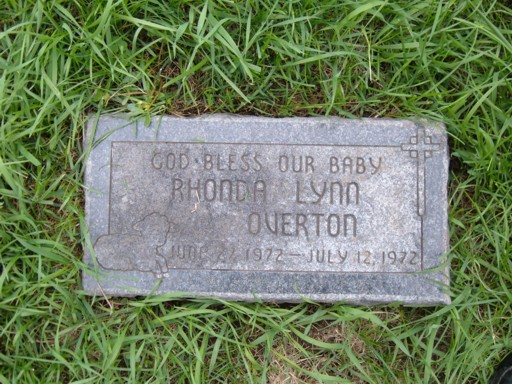 GOD BLESS OUR BABY
RHONDA LYNN
OVERTON
JUNE 27, 1972 — JULY 12, 1972